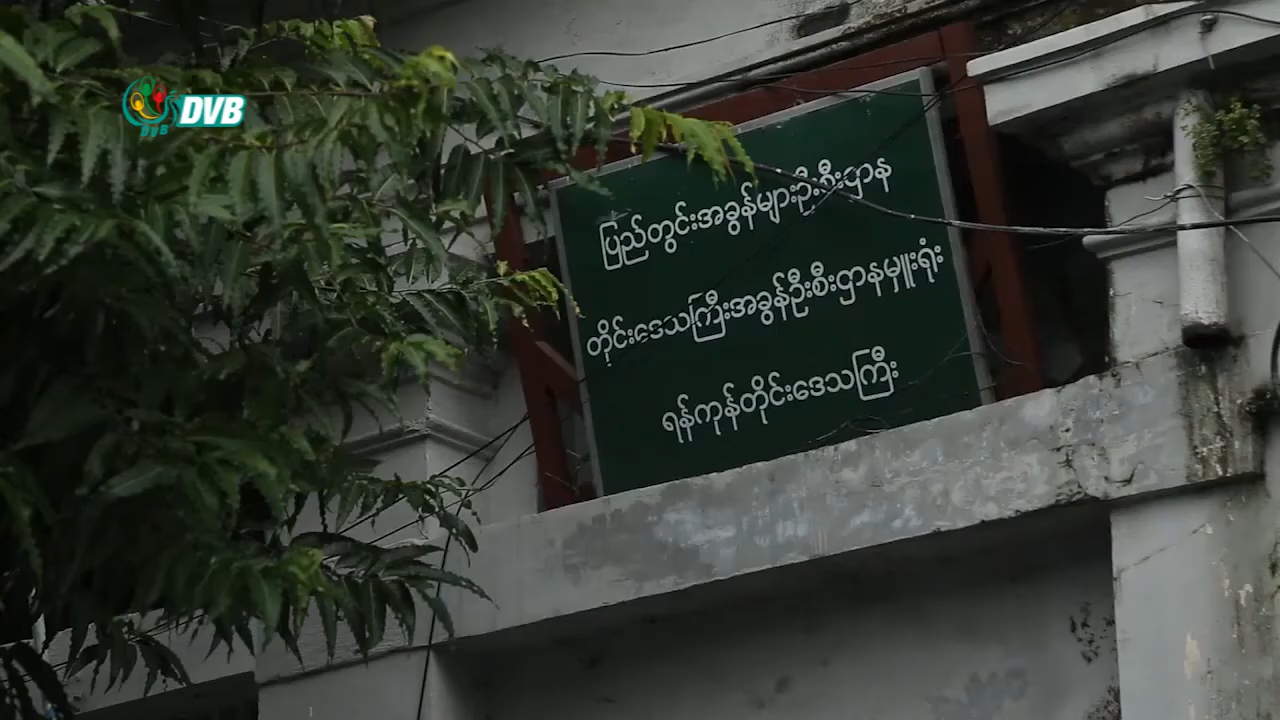 DVB
DVB
ပြည်တွင်းအခွန်များဦးစီးဌာန
တိုင်းဒေသကြီးအခွန်ဦးစီးဌာနမှူးရုံး
ရန်ကုန်တိုင်းဒေသကြီး